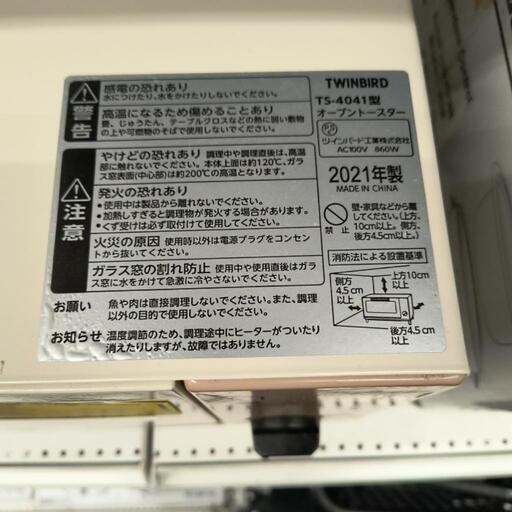 警告
感電の恐れあり
水につけたり、水をかけたりしないでください。
高温になるため傷めることあり
畳、じゅうたん、テーブルクロスなどの熱に弱い敷物
の上や可燃物のそばで使用しないでください。
注意
やけどの恐れあり 調理中や調理直後は、高温
部に触れないでください。本体上面は約120℃、ガラ
ス窓表面(中心部)は約200℃の高温となります。
発火の恐れあり
●使用中は製品から離れないでください。
●加熱しすぎると調理物が発火する場合があります。
●くず受けは必ず取付けて使用してください。
火災の原因 使用時以外は電源プラグをコンセン
トから抜いてください。
ガラス窓の割れ防止 使用中や使用直後はガラス
窓に水をかけて急激に冷やさないでください。
お願い 魚や肉は直接調理しないでください。また、調理
以外の目的で使用しないでください。
お知らせ 温度調節のため、調理途中にヒーターがついたり
消えたりしますが、故障ではありません。
TWINBIRD
TS-4041型
オーブントースター
ツインバード工業株式会社
AC100V 860W
2021年製
MADE IN CHINA
壁・家具などから離
してください。(上方、
10cm以上。側方、
後方4.5cm以上。)
消防法による設置基準
側方
4.5 cm
以上
上方10cm
以上
後方4.5 cm
以上